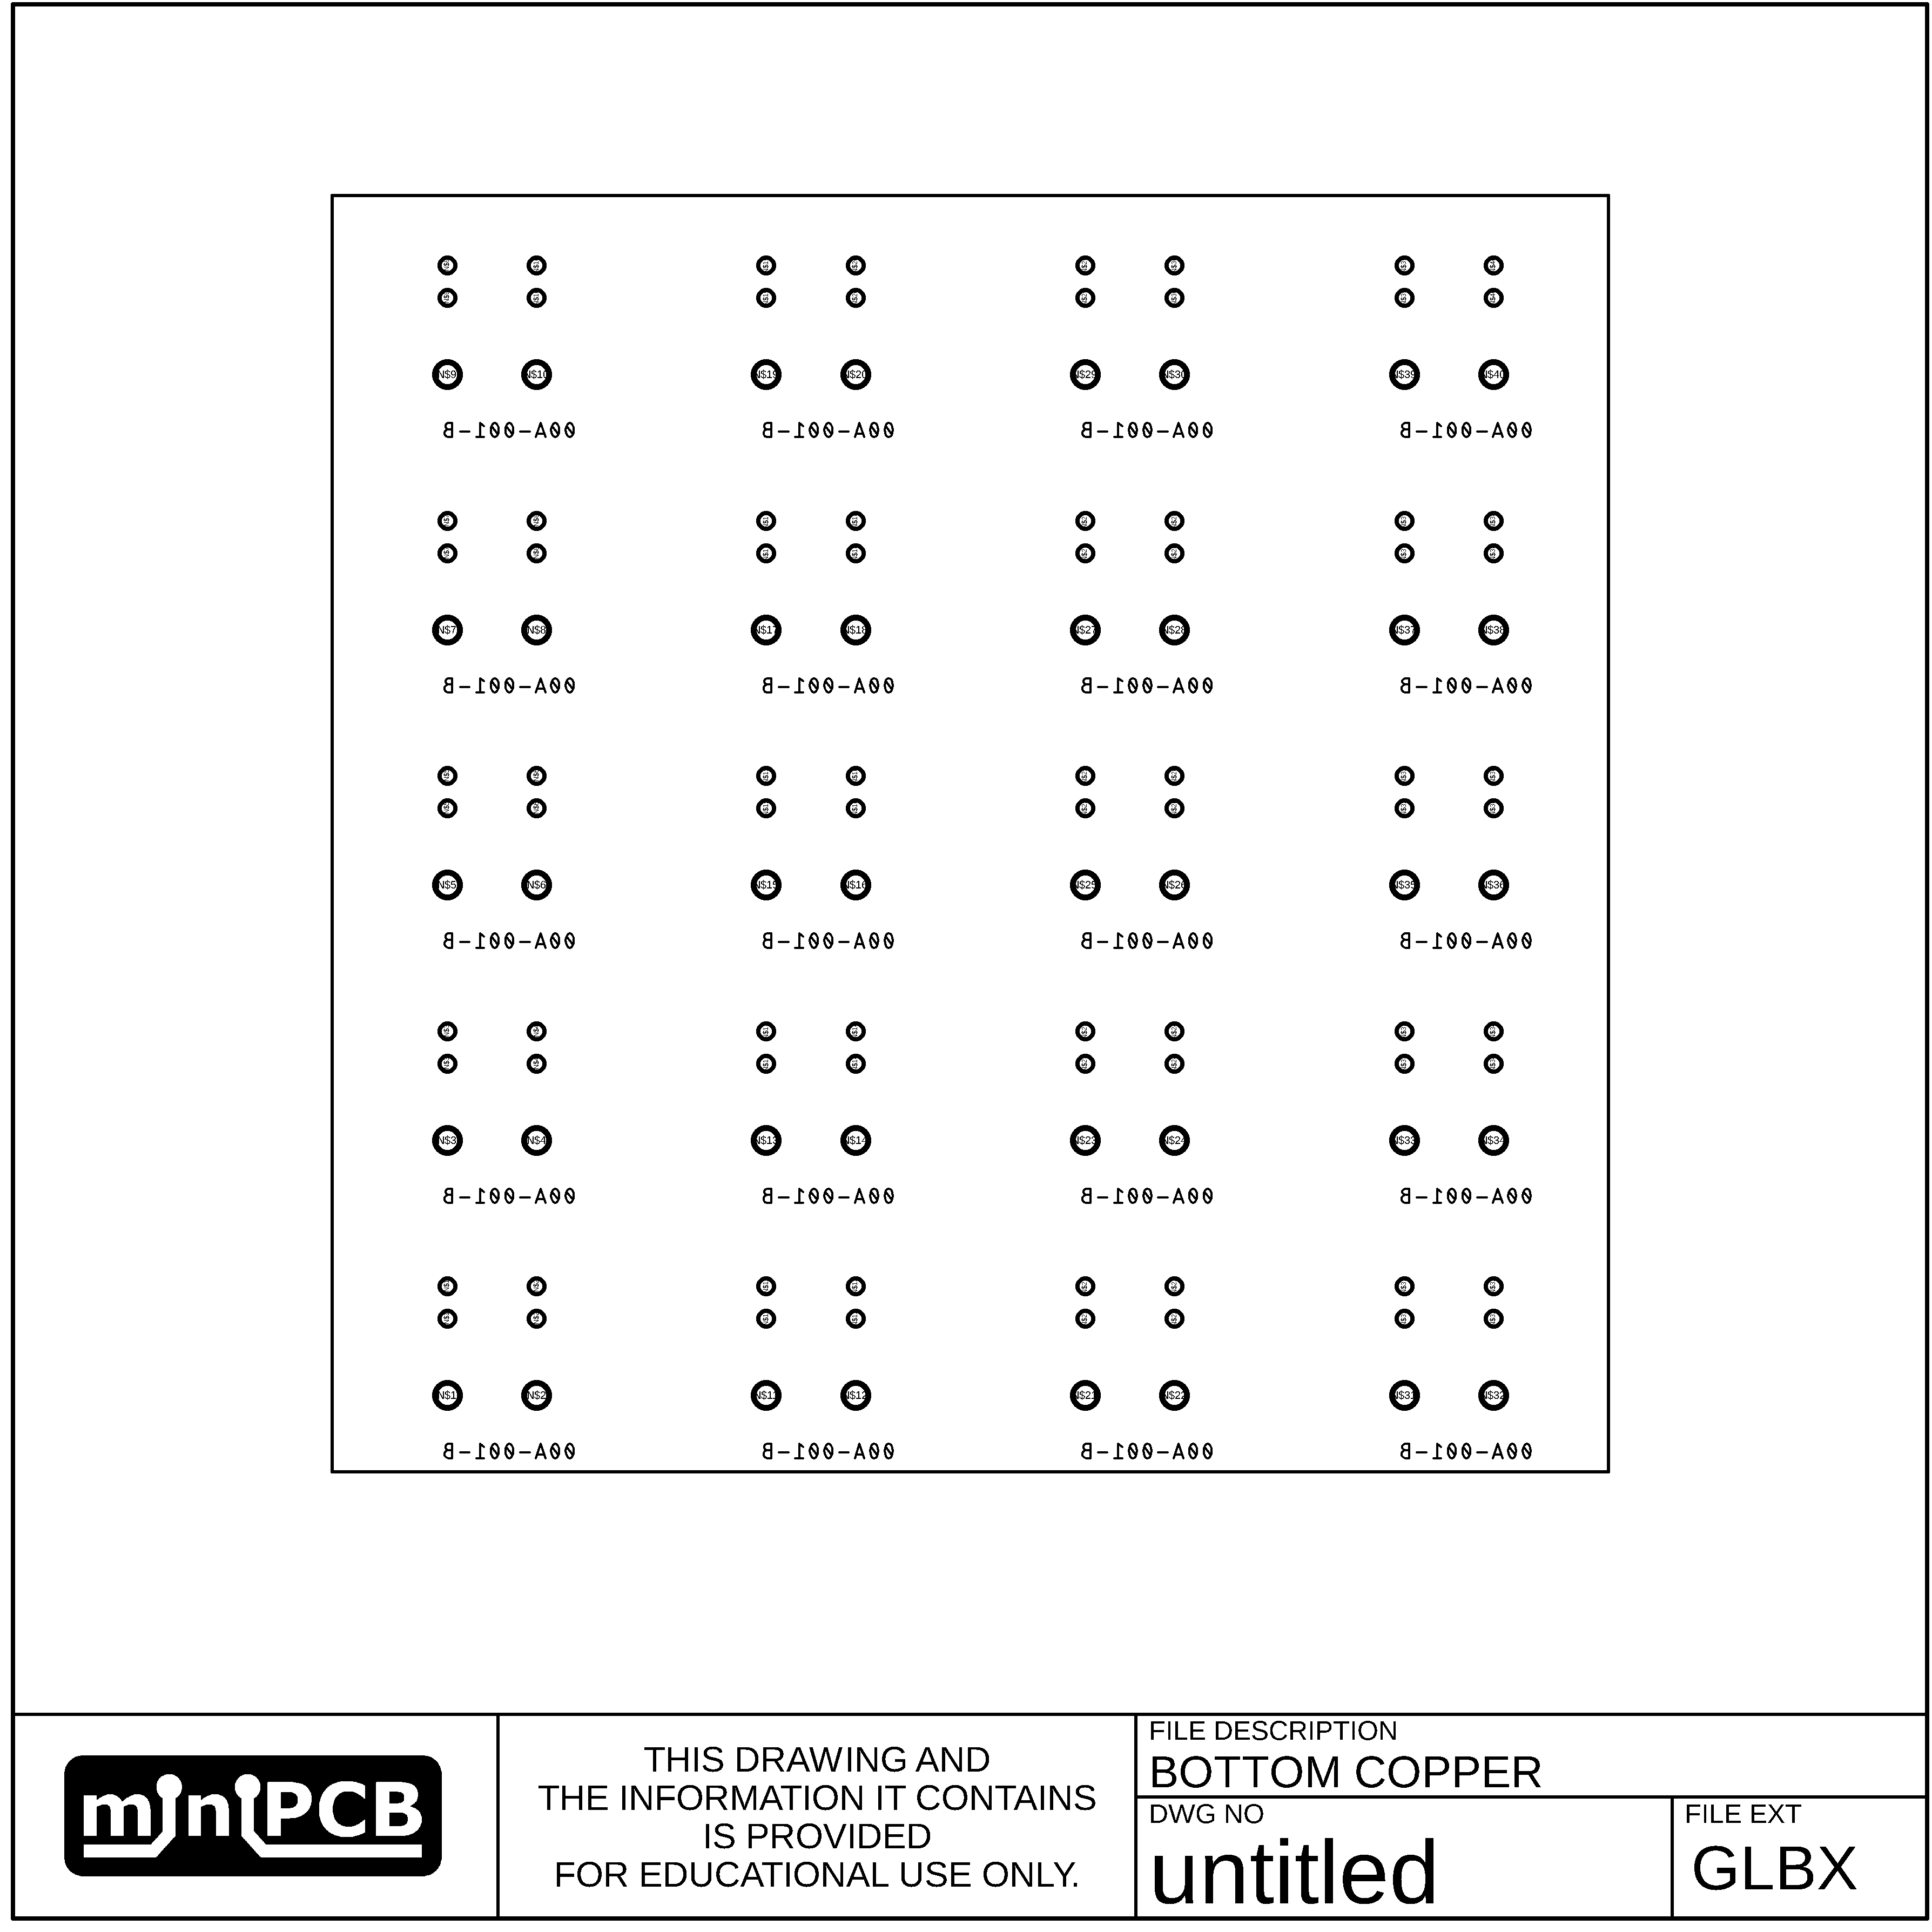 N$9 N$10 N$19 N$20 N$29 N$30 N$39 N$40
00A-001-B 00A-001-B 00A-001-B 00A-001-B
N$7 N$8 N$17 N$18 N$27 N$28 N$37 N$38
00A-001-B 00A-001-B 00A-001-B 00A-001-B
N$5 N$6 N$15 N$16 N$25 N$26 N$35 N$36
00A-001-B 00A-001-B 00A-001-B 00A-001-B
N$3 N$4 N$13 N$14 N$23 N$24 N$33 N$34
00A-001-B 00A-001-B 00A-001-B 00A-001-B
N$1 N$2 N$11 N$12 N$21 N$22 N$31 N$32
00A-001-B 00A-001-B 00A-001-B 00A-001-B
miniPCB
THIS DRAWING AND
THE INFORMATION IT CONTAINS
IS PROVIDED
FOR EDUCATIONAL USE ONLY.
FILE DESCRIPTION
BOTTOM COPPER
DWG NO
untitled
FILE EXT
GLBX